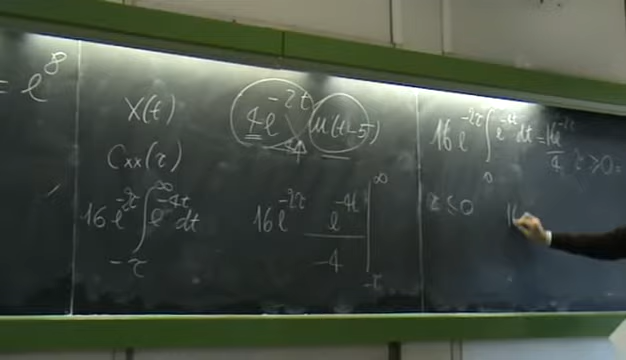 = e^8
X(t)
Cxx(τ)
16 e^-2τ ∫_-τ^∞ e^-4t dt
4e^-2t u(t-5)
16 e^-2τ e^-4t / -4 |_-τ^∞
16 e^-2τ ∫_0^∞ e^-4t dt = 16e^-2τ / 4 τ ≥ 0 =
τ ≤ 0 16